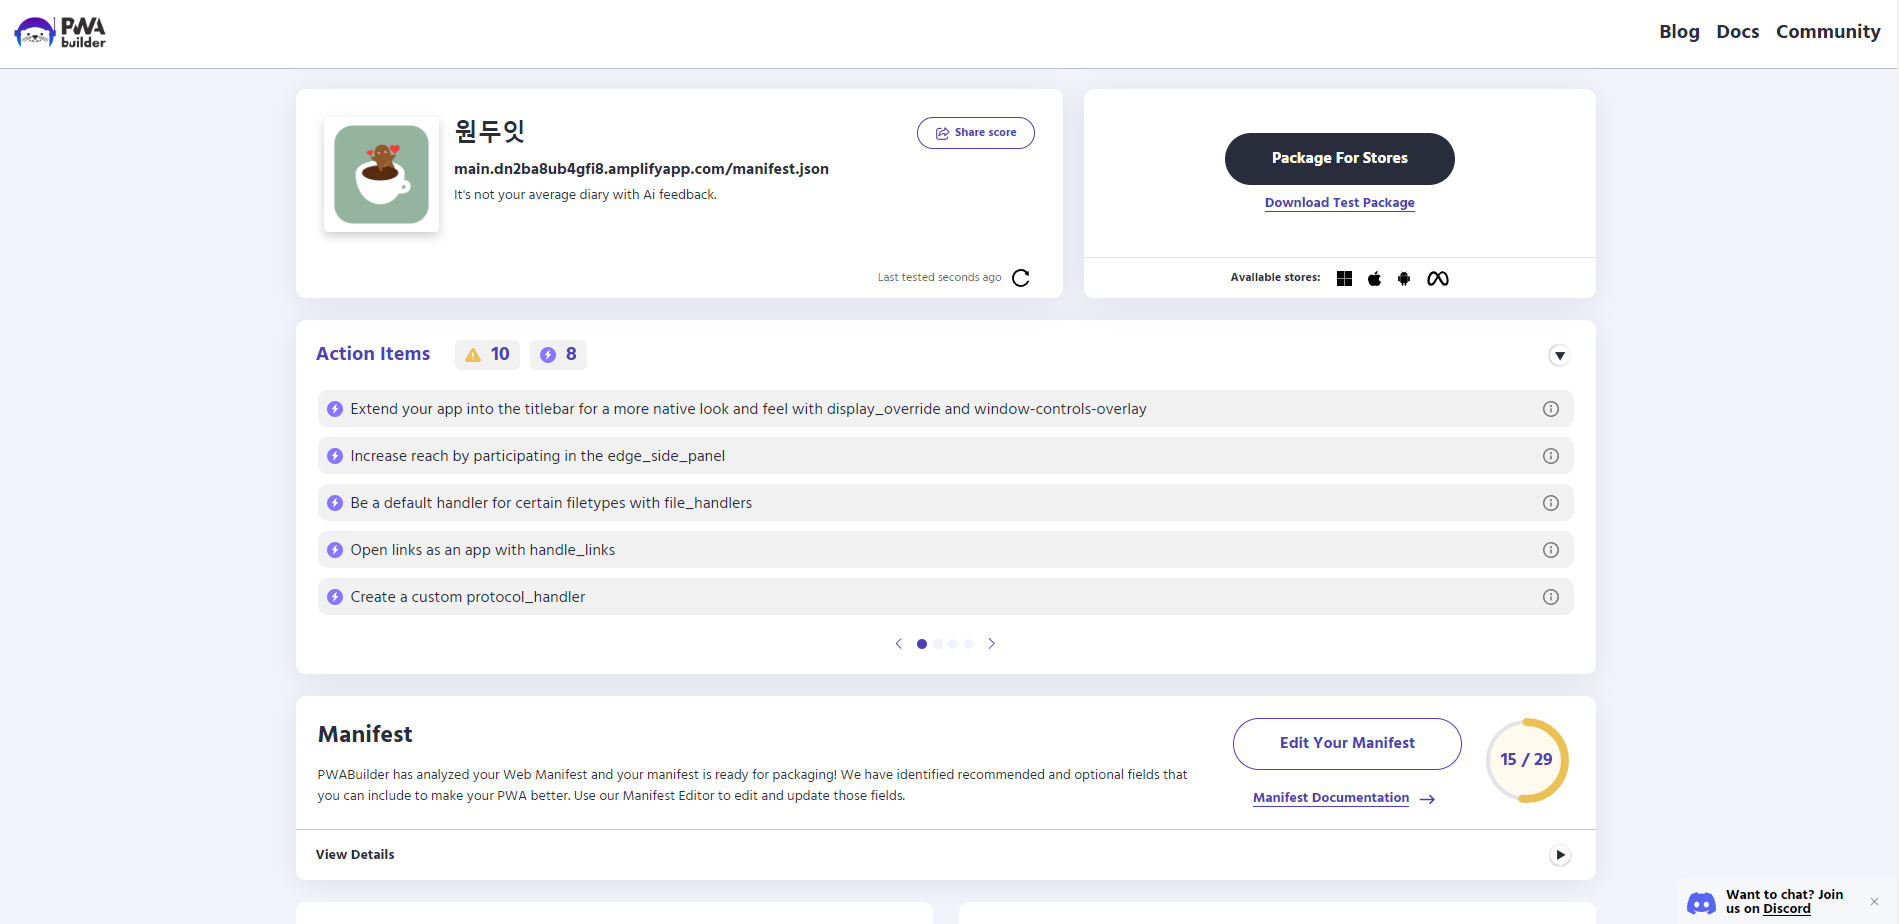 PWA
builder
Blog Docs Community
원두잇
Share score
main.dn2ba8ub4gfi8.amplifyapp.com/manifest.json
It's not your average diary with Ai feedback.
Last tested seconds ago
Package For Stores
Download Test Package
Available stores:
Action Items 10 8
Extend your app into the titlebar for a more native look and feel with display_override and window-controls-overlay
Increase reach by participating in the edge_side_panel
Be a default handler for certain filetypes with file_handlers
Open links as an app with handle_links
Create a custom protocol_handler
Manifest
PWABuilder has analyzed your Web Manifest and your manifest is ready for packaging! We have identified recommended and optional fields that
you can include to make your PWA better. Use our Manifest Editor to edit and update those fields.
Edit Your Manifest
Manifest Documentation
15 / 29
View Details
Want to chat? Join
us on Discord